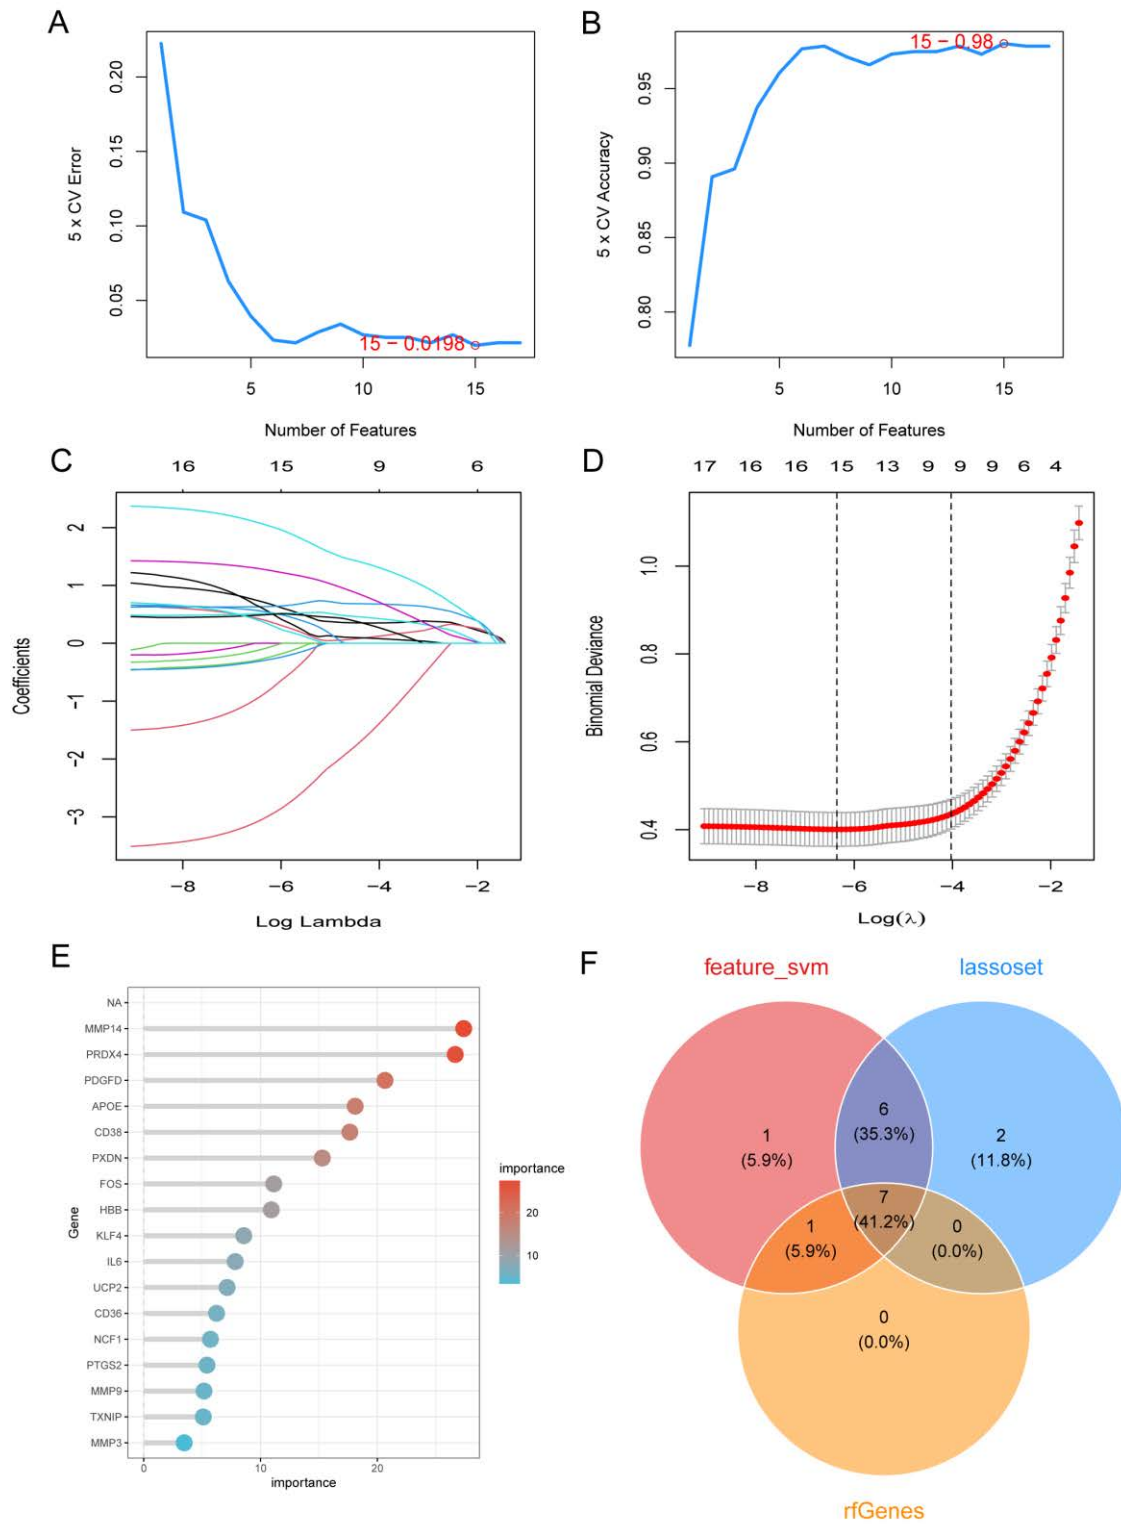 A
0.20
0.15
0.10
0.05
5 x CV Error
15 − 0.0198
5
10
15
Number of Features
B
0.95
0.90
0.85
0.80
5 x CV Accuracy
15 − 0.98
5
10
15
Number of Features
C
16
15
9
6
2
1
0
−1
−2
−3
Coefficients
−8
−6
−4
−2
Log Lambda
D
17 16 16 15 13 9 9 9 6 4
1.0
0.8
0.6
0.4
Binomial Deviance
−8
−6
−4
−2
Log(λ)
E
NA
MMP14
PRDX4
PDGFD
APOE
CD38
PXDN
FOS
HBB
KLF4
IL6
UCP2
CD36
NCF1
PTGS2
MMP9
TXNIP
MMP3
Gene
0
10
20
importance
importance
20
10
F
feature_svm
lassoset
6
(35.3%)
1
(5.9%)
2
(11.8%)
7
(41.2%)
1
(5.9%)
0
(0.0%)
0
(0.0%)
rfGenes